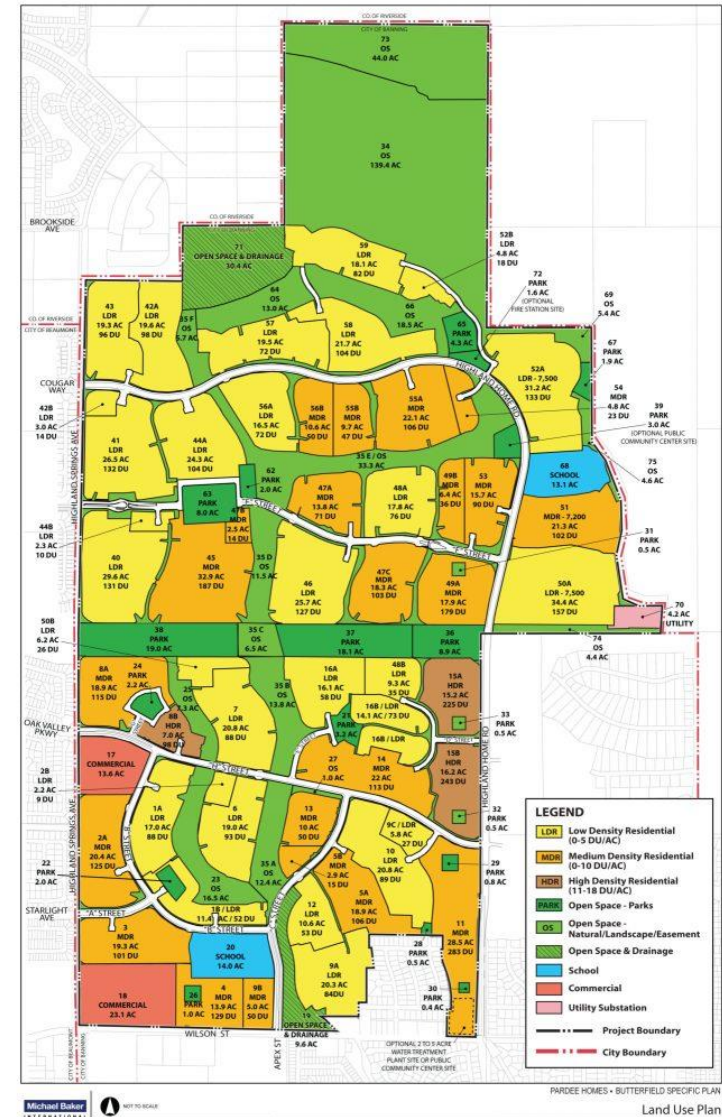 CO. OF RIVERSIDE
CITY OF BANNING
73
OS
44.0 AC
34
OS
139.4 AC
BROOKSIDE
AVE
CO. OF RIVERSIDE
71
OPEN SPACE & DRAINAGE
30.4 AC
59
LDR
18.1 AC
82 DU
52B
LDR
4.8 AC
18 DU
72
PARK
1.6 AC
(OPTIONAL
FIRE STATION SITE)
69
OS
5.4 AC
43
LDR
19.3 AC
96 DU
42A
LDR
19.6 AC
98 DU
35 F
OS
5.7 AC
64
OS
13.0 AC
57
LDR
19.5 AC
72 DU
58
LDR
21.7 AC
104 DU
66
OS
18.5 AC
65
PARK
4.3 AC
67
PARK
1.9 AC
CO. OF RIVERSIDE
CITY OF BEAUMONT
COUGAR
WAY
HIGHLAND HOME RD
52A
LDR - 7,500
31.2 AC
133 DU
54
MDR
4.8 AC
23 DU
42B
LDR
3.0 AC
14 DU
56A
LDR
16.5 AC
72 DU
56B
MDR
10.6 AC
50 DU
55B
MDR
9.7 AC
47 DU
55A
MDR
22.1 AC
106 DU
39
PARK
3.0 AC
(OPTIONAL PUBLIC
COMMUNITY CENTER SITE)
HIGHLAND SPRINGS AVE
41
LDR
26.5 AC
132 DU
44A
LDR
24.3 AC
104 DU
35 E / OS
33.3 AC
68
SCHOOL
13.1 AC
75
OS
4.6 AC
62
PARK
2.0 AC
63
PARK
8.0 AC
47A
MDR
13.8 AC
71 DU
48A
LDR
17.8 AC
76 DU
49B
MDR
6.4 AC
36 DU
53
MDR
15.7 AC
90 DU
51
MDR - 7,200
21.3 AC
102 DU
31
PARK
0.5 AC
"F" STREET
47B
MDR
2.5 AC
14 DU
44B
LDR
2.3 AC
10 DU
40
LDR
29.6 AC
131 DU
45
MDR
32.9 AC
187 DU
35 D
OS
11.5 AC
46
LDR
25.7 AC
127 DU
47C
MDR
18.3 AC
103 DU
"F" STREET
49A
MDR
17.9 AC
179 DU
50A
LDR - 7,500
34.4 AC
157 DU
70
4.2 AC
UTILITY
50B
LDR
6.2 AC
26 DU
38
PARK
19.0 AC
35 C
OS
6.5 AC
37
PARK
18.1 AC
36
PARK
8.9 AC
74
OS
4.4 AC
8A
MDR
18.9 AC
115 DU
24
PARK
2.2 AC
25
OS
7.3 AC
7
LDR
20.8 AC
88 DU
35 B
OS
13.8 AC
16A
LDR
16.1 AC
58 DU
48B
LDR
9.3 AC
35 DU
15A
HDR
15.2 AC
225 DU
8B
HDR
7.0 AC
98 DU
16B / LDR
14.1 AC / 73 DU
21
PARK
3.2 AC
33
PARK
0.5 AC
OAK VALLEY
PKWY
16B / LDR
"D" STREET
17
COMMERCIAL
13.6 AC
27
OS
1.0 AC
14
MDR
22 AC
113 DU
15B
HDR
16.2 AC
243 DU
HIGHLAND HOME RD
2B
LDR
2.2 AC
9 DU
HIGHLAND SPRINGS AVE
1A
LDR
17.0 AC
88 DU
6
LDR
19.0 AC
93 DU
13
MDR
10 AC
50 DU
32
PARK
0.5 AC
2A
MDR
20.4 AC
125 DU
"B" STREET
35 A
OS
12.4 AC
5B
MDR
2.9 AC
15 DU
9C / LDR
5.8 AC
27 DU
10
LDR
20.8 AC
89 DU
29
PARK
0.8 AC
22
PARK
2.0 AC
23
OS
16.5 AC
"C" STREET
5A
MDR
18.9 AC
106 DU
STARLIGHT
AVE
"A" STREET
1B / LDR
11.4 AC / 52 DU
12
LDR
10.6 AC
53 DU
11
MDR
28.5 AC
283 DU
"B" STREET
3
MDR
19.3 AC
101 DU
20
SCHOOL
14.0 AC
9A
LDR
20.3 AC
84DU
28
PARK
0.5 AC
18
COMMERCIAL
23.1 AC
26
PARK
1.0 AC
4
MDR
13.9 AC
129 DU
9B
MDR
5.0 AC
50 DU
30
PARK
0.4 AC
19
OPEN SPACE
& DRAINAGE
9.6 AC
WILSON ST
APEX ST
OPTIONAL 2 TO 5 ACRE
WATER TREATMENT
PLANT SITE OR PUBLIC
COMMUNITY CENTER SITE
CITY OF BEAUMONT
CITY OF BANNING
LEGEND
LDR Low Density Residential
(0-5 DU/AC)
MDR Medium Density Residential
(0-10 DU/AC)
HDR High Density Residential
(11-18 DU/AC)
PARK Open Space - Parks
OS Open Space -
Natural/Landscape/Easement
Open Space & Drainage
School
Commercial
Utility Substation
Project Boundary
City Boundary
PARDEE HOMES • BUTTERFIELD SPECIFIC PLAN
Land Use Plan
Michael Baker
INTERNATIONAL
NOT TO SCALE